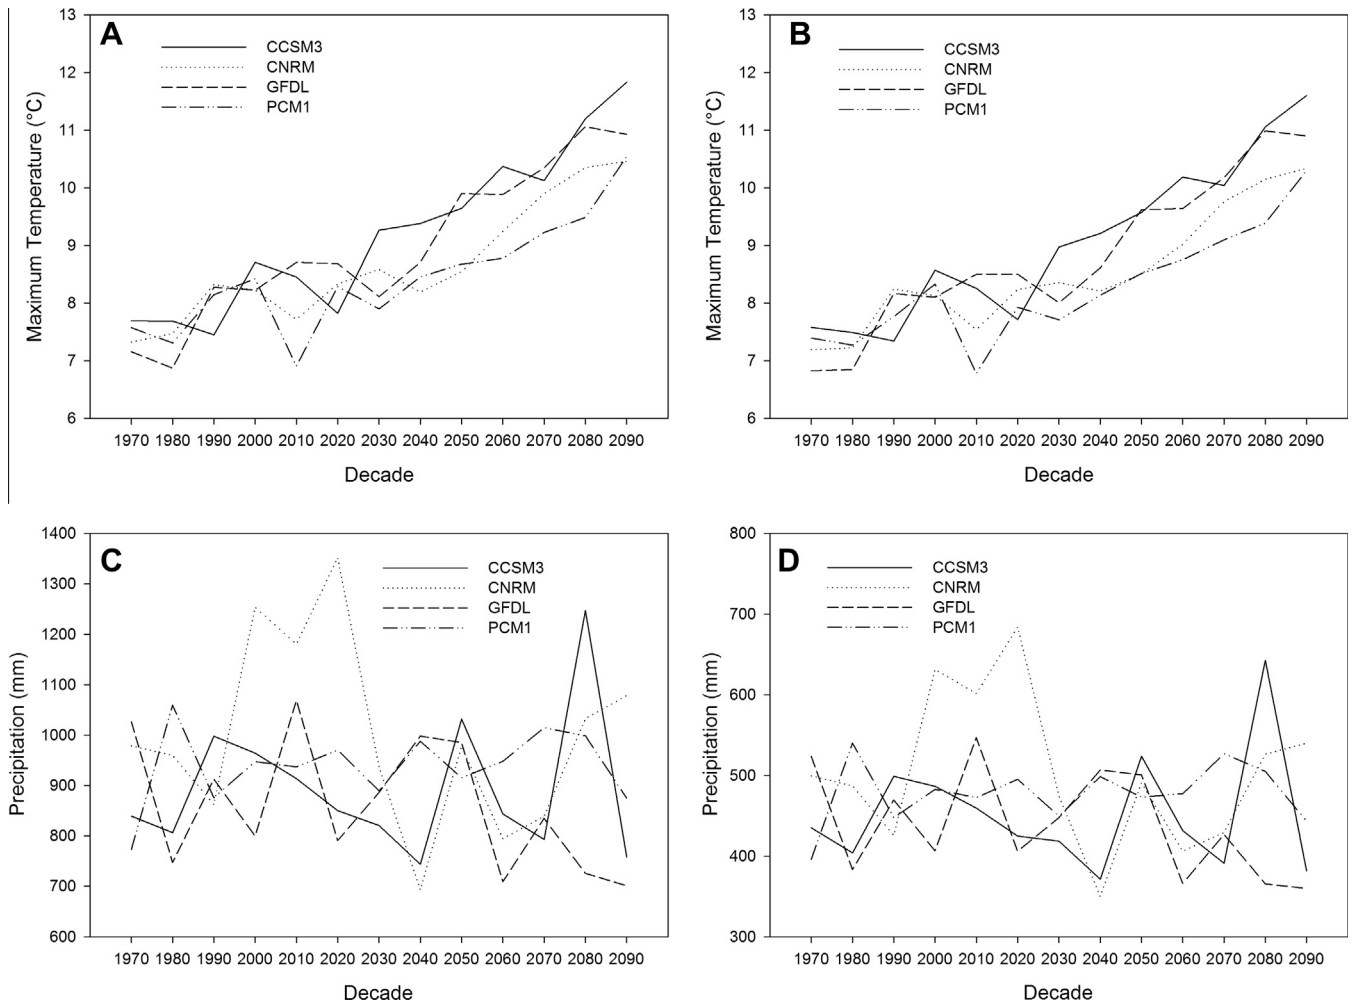 A
CCSM3
CNRM
GFDL
PCM1
Maximum Temperature (°C)
13
12
11
10
9
8
7
6
1970 1980 1990 2000 2010 2020 2030 2040 2050 2060 2070 2080 2090
Decade
B
CCSM3
CNRM
GFDL
PCM1
Maximum Temperature (°C)
13
12
11
10
9
8
7
6
1970 1980 1990 2000 2010 2020 2030 2040 2050 2060 2070 2080 2090
Decade
C
CCSM3
CNRM
GFDL
PCM1
Precipitation (mm)
1400
1300
1200
1100
1000
900
800
700
600
1970 1980 1990 2000 2010 2020 2030 2040 2050 2060 2070 2080 2090
Decade
D
CCSM3
CNRM
GFDL
PCM1
Precipitation (mm)
800
700
600
500
400
300
1970 1980 1990 2000 2010 2020 2030 2040 2050 2060 2070 2080 2090
Decade